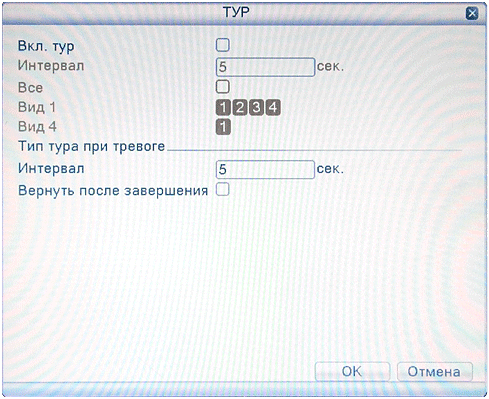 ТУР
Вкл. тур
Интервал 5 сек.
Все
Вид 1 1 2 3 4
Вид 4 1
Тип тура при тревоге
Интервал 5 сек.
Вернуть после завершения
OK Отмена